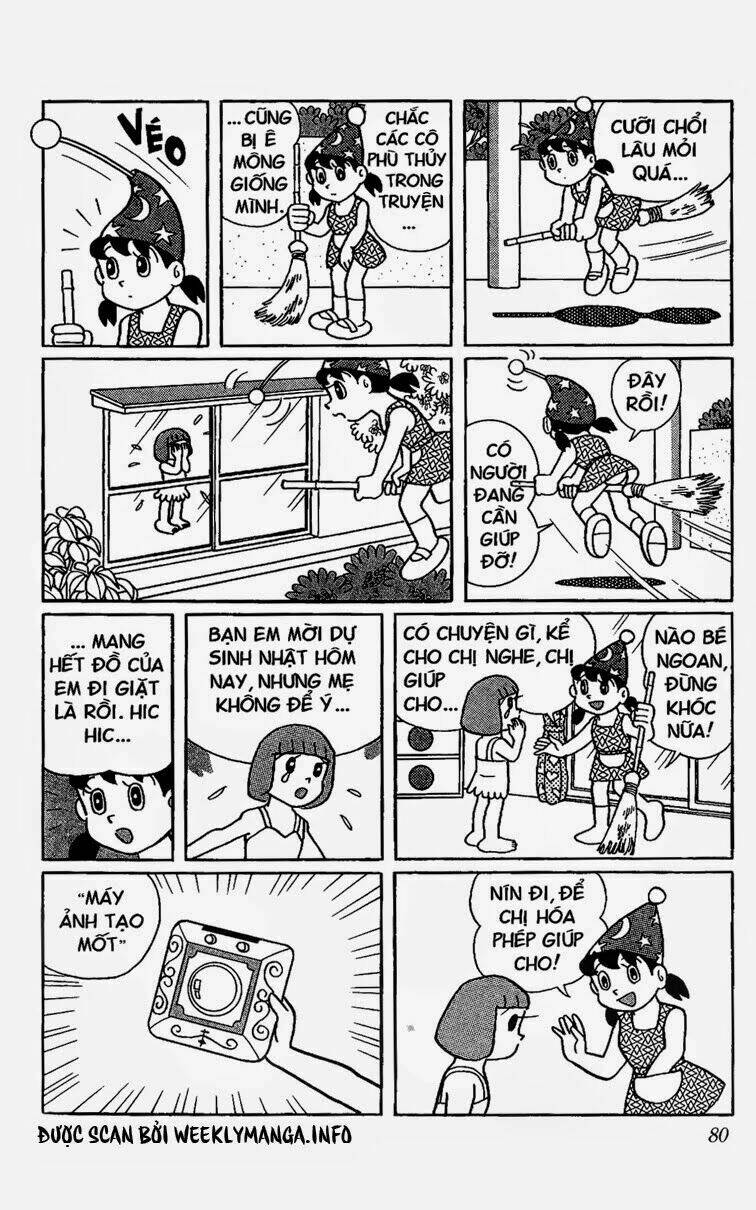 CƯỠI CHỔI
LÂU MỎI
QUÁ...
CHẮC
CÁC CÔ
PHÙ THỦY
TRONG
TRUYỆN
...
... CŨNG
BỊ Ê
MÔNG
GIỐNG
MÌNH.
VÉO
ĐÂY
RỒI!
CÓ
NGƯỜI
ĐANG
CẦN
GIÚP
ĐỠ!
NÀO BÉ
NGOAN,
ĐỪNG
KHÓC
NỮA!
CÓ CHUYỆN GÌ, KỂ
CHO CHỊ NGHE, CHỊ
GIÚP
CHO...
BẠN EM MỜI DỰ
SINH NHẬT HÔM
NAY, NHƯNG MẸ
KHÔNG ĐỂ Ý...
... MANG
HẾT ĐỒ CỦA
EM ĐI GIẶT
LÀ RỒI. HIC
HIC...
NÍN ĐI, ĐỂ
CHỊ HÓA
PHÉP GIÚP
CHO!
"MÁY
ẢNH TẠO
MỐT"
ĐƯỢC SCAN BỞI WEEKLYMANGA.INFO
80